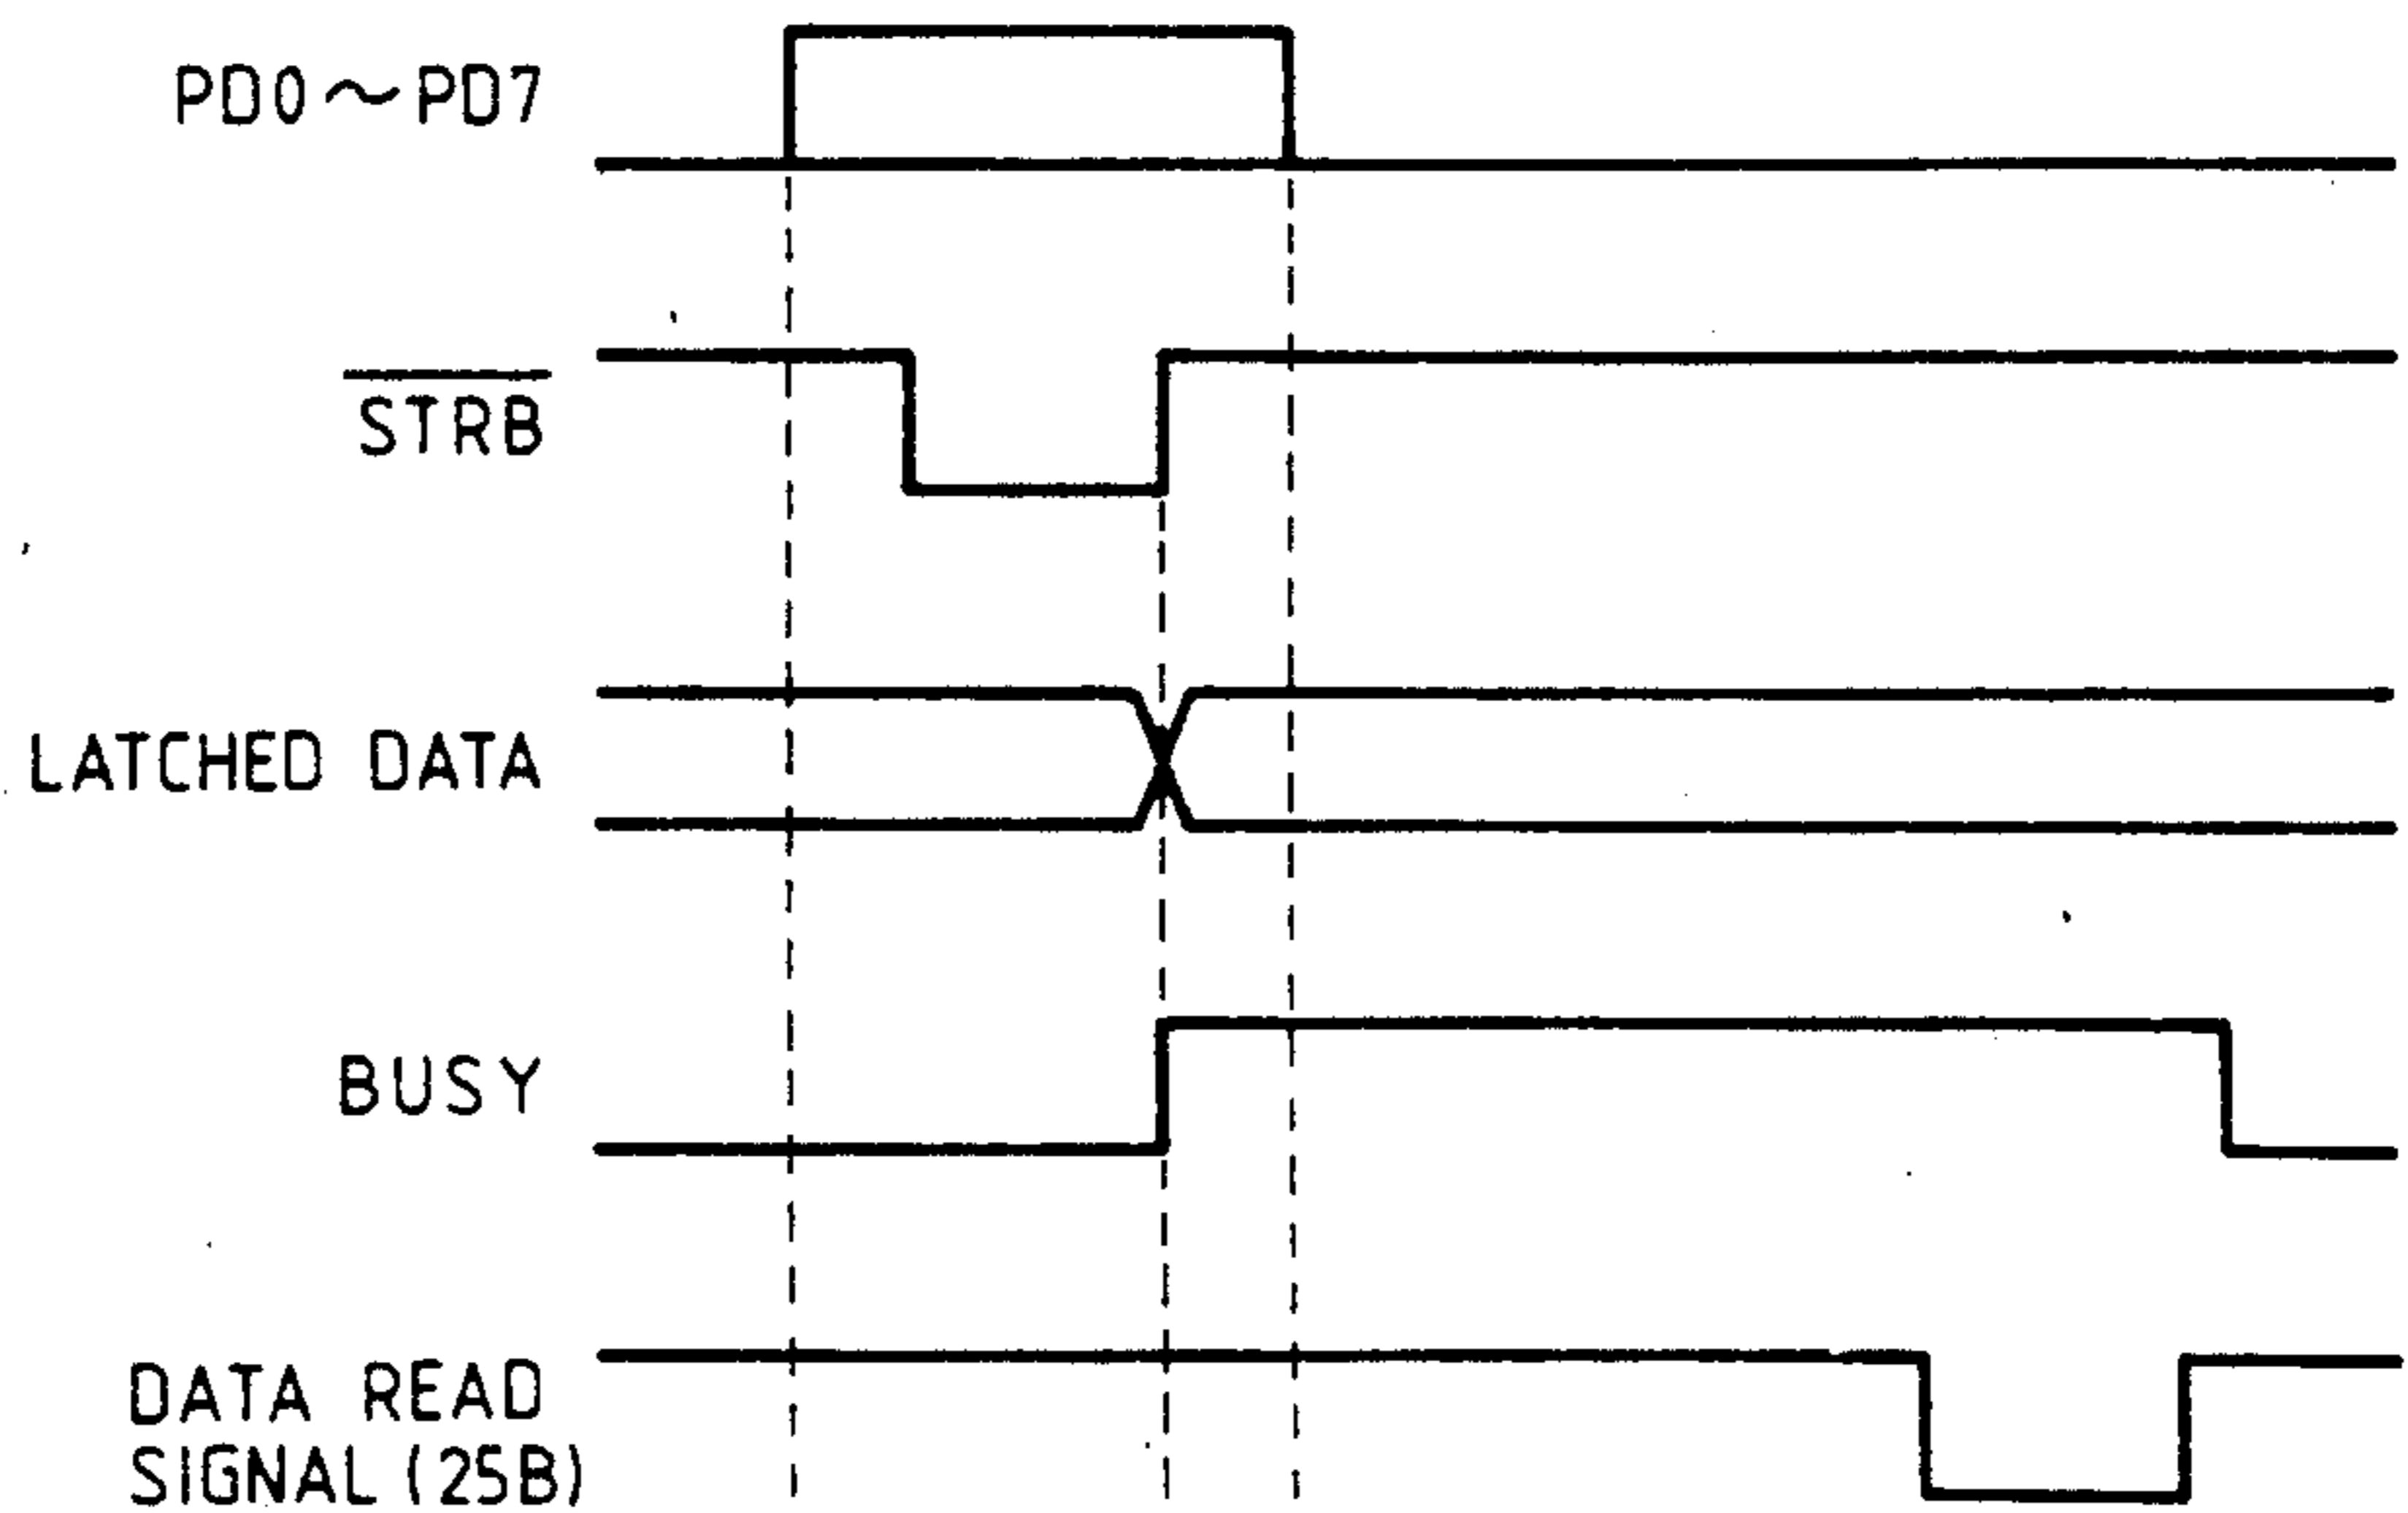 PD0～PD7
STRB
LATCHED DATA
BUSY
DATA READ
SIGNAL (25B)